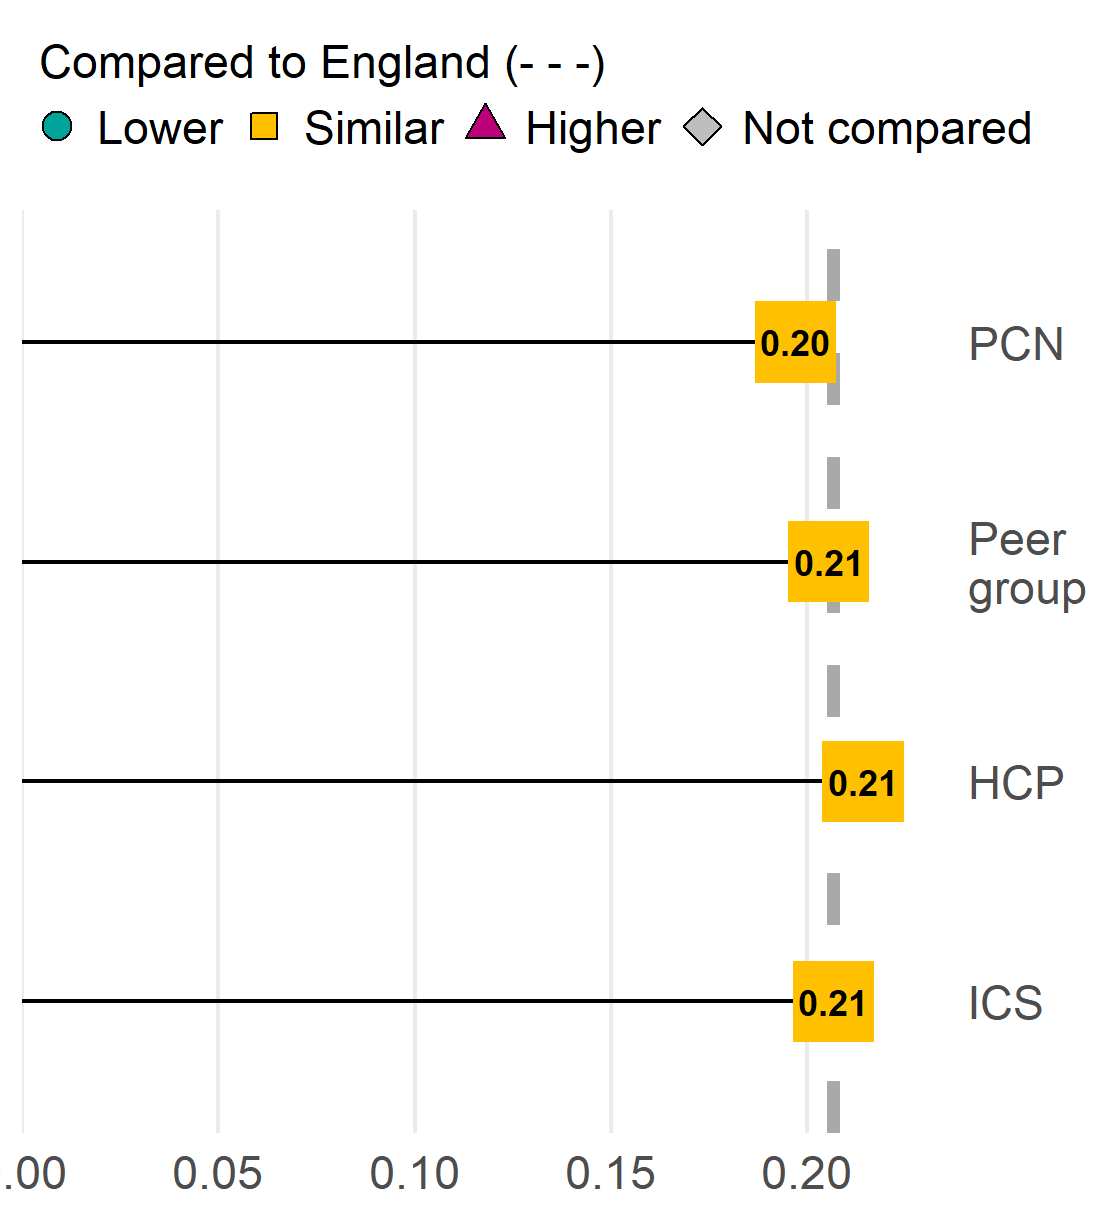 Compared to England (- - -)
Lower Similar Higher Not compared
0.20 PCN
0.21 Peer
group
0.21 HCP
0.21 ICS
.00 0.05 0.10 0.15 0.20